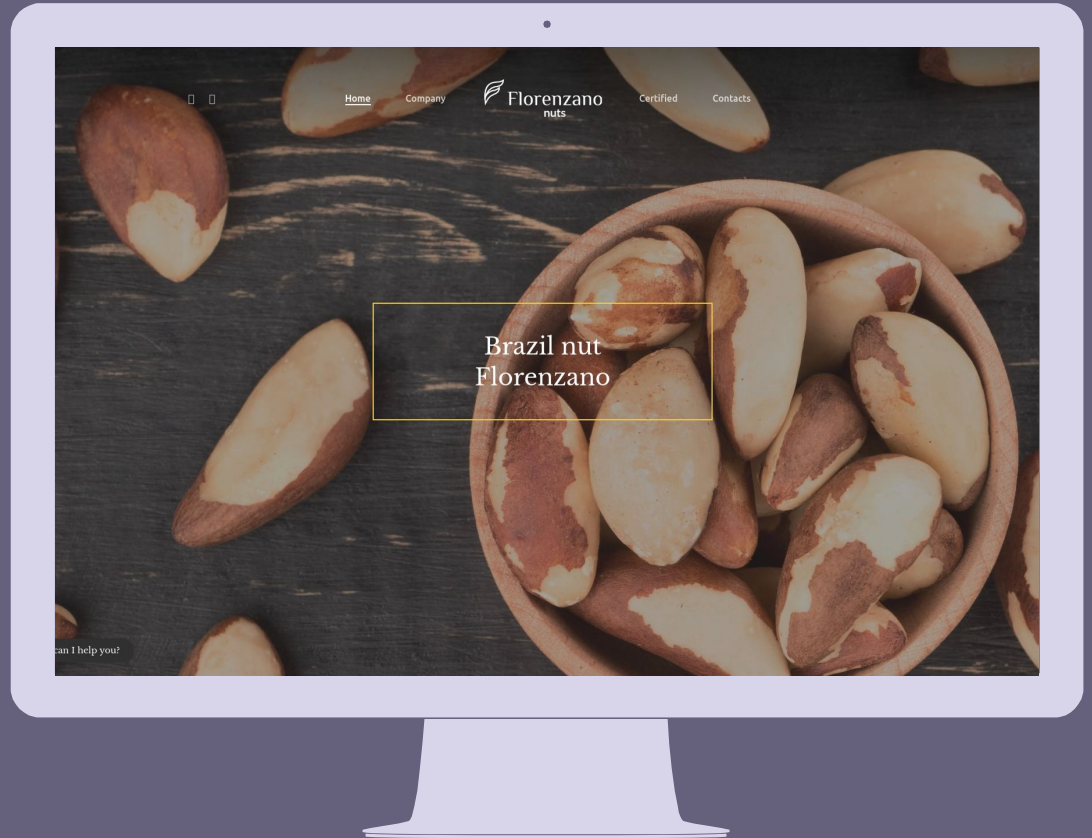 Home
Company
Florenzano
nuts
Certified
Contacts
Brazil nut
Florenzano
can I help you?